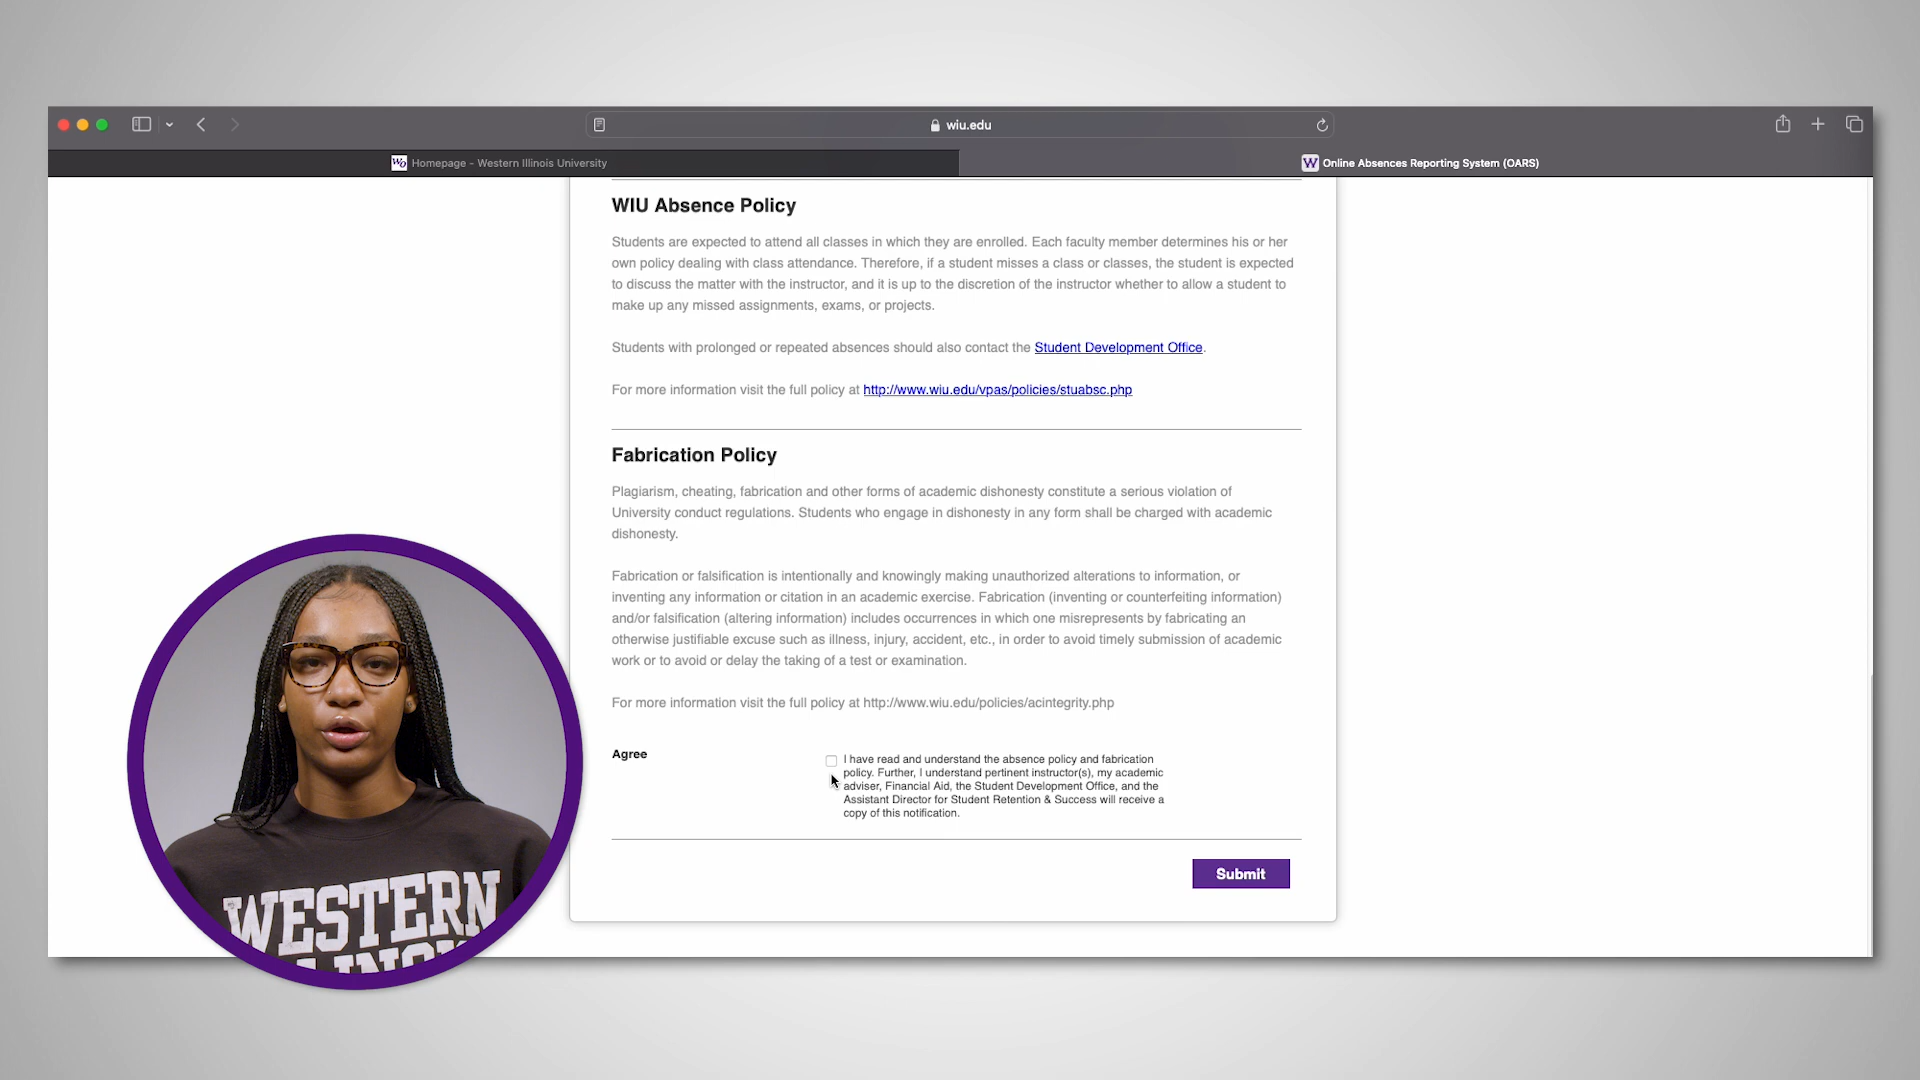 wiu.edu
Homepage - Western Illinois University
Online Absences Reporting System (OARS)
WIU Absence Policy
Students are expected to attend all classes in which they are enrolled. Each faculty member determines his or her
own policy dealing with class attendance. Therefore, if a student misses a class or classes, the student is expected
to discuss the matter with the instructor, and it is up to the discretion of the instructor whether to allow a student to
make up any missed assignments, exams, or projects.
Students with prolonged or repeated absences should also contact the Student Development Office.
For more information visit the full policy at http://www.wiu.edu/vpas/policies/stuabsc.php
Fabrication Policy
Plagiarism, cheating, fabrication and other forms of academic dishonesty constitute a serious violation of
University conduct regulations. Students who engage in dishonesty in any form shall be charged with academic
dishonesty.
Fabrication or falsification is intentionally and knowingly making unauthorized alterations to information, or
inventing any information or citation in an academic exercise. Fabrication (inventing or counterfeiting information)
and/or falsification (altering information) includes occurrences in which one misrepresents by fabricating an
otherwise justifiable excuse such as illness, injury, accident, etc., in order to avoid timely submission of academic
work or to avoid or delay the taking of a test or examination.
For more information visit the full policy at http://www.wiu.edu/policies/acintegrity.php
Agree
I have read and understand the absence policy and fabrication
policy. Further, I understand pertinent instructor(s), my academic
adviser, Financial Aid, the Student Development Office, and the
Assistant Director for Student Retention & Success will receive a
copy of this notification.
Submit
WESTERN